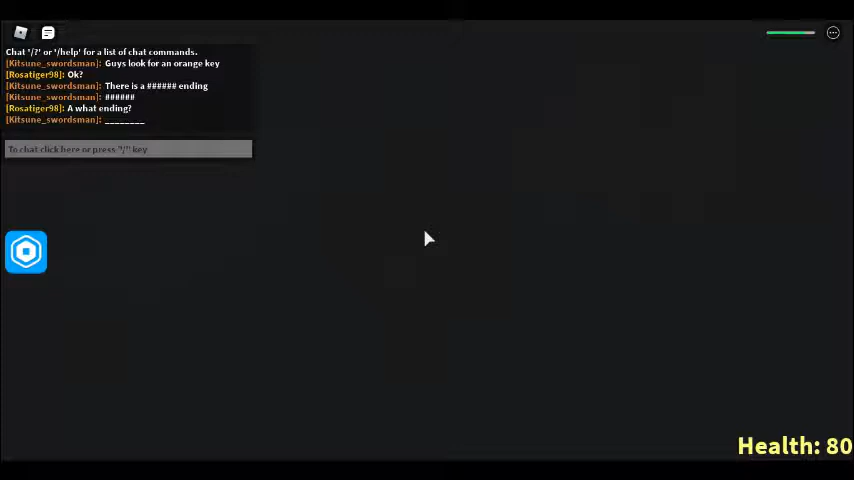 Chat '/?' or '/help' for a list of chat commands.
[Kitsune_swordsman]: Guys look for an orange key
[Rosatiger98]: Ok?
[Kitsune_swordsman]: There is a ###### ending
[Kitsune_swordsman]: ######
[Rosatiger98]: A what ending?
[Kitsune_swordsman]: ________
To chat click here or press "/" key
Health: 80